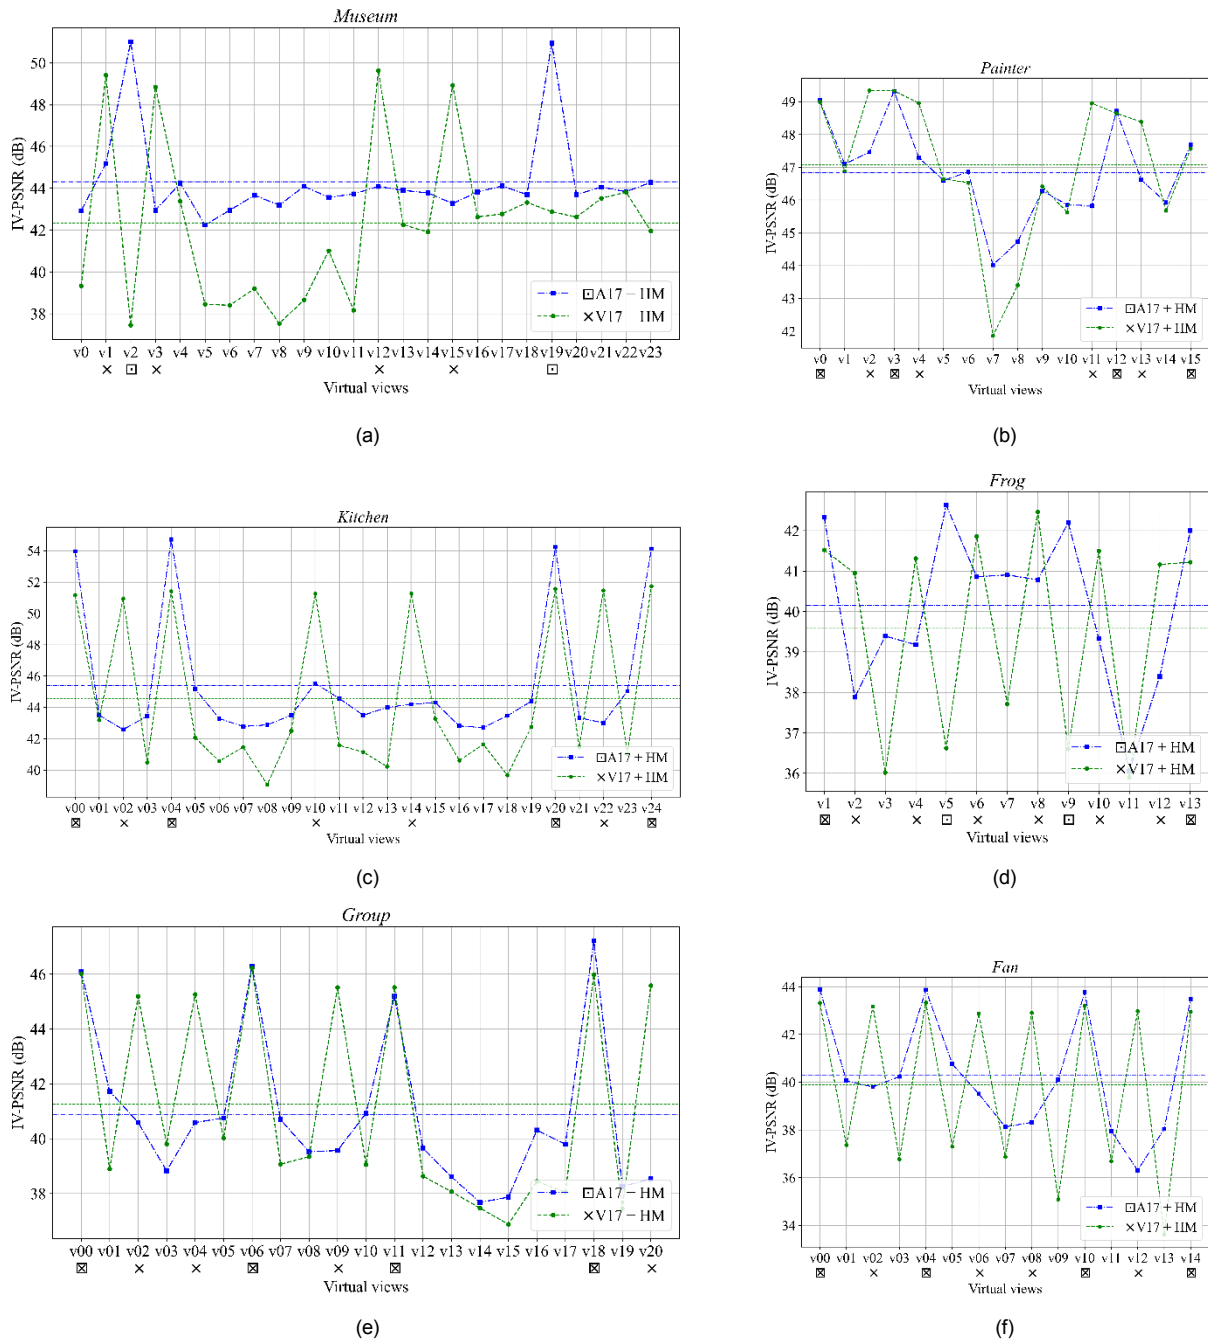 Museum
IV-PSNR (dB)
50
48
46
44
42
40
38
A17−HM
V17−HM
v0 v1 v2 v3 v4 v5 v6 v7 v8 v9 v10 v11 v12 v13 v14 v15 v16 v17 v18 v19 v20 v21 v22 v23
Virtual views
(a)
Painter
IV-PSNR (dB)
49
48
47
46
45
44
43
42
A17+HM
V17+HM
v0 v1 v2 v3 v4 v5 v6 v7 v8 v9 v10 v11 v12 v13 v14 v15
Virtual views
(b)
Kitchen
IV-PSNR (dB)
54
52
50
48
46
44
42
40
A17+HM
V17+HM
v00 v01 v02 v03 v04 v05 v06 v07 v08 v09 v10 v11 v12 v13 v14 v15 v16 v17 v18 v19 v20 v21 v22 v23 v24
Virtual views
(c)
Frog
IV-PSNR (dB)
42
41
40
39
38
37
36
A17+HM
V17+HM
v1 v2 v3 v4 v5 v6 v7 v8 v9 v10 v11 v12 v13
Virtual views
(d)
Group
IV-PSNR (dB)
46
44
42
40
38
A17−HM
V17−HM
v00 v01 v02 v03 v04 v05 v06 v07 v08 v09 v10 v11 v12 v13 v14 v15 v16 v17 v18 v19 v20
Virtual views
(e)
Fan
IV-PSNR (dB)
44
42
40
38
36
34
A17+HM
V17+HM
v00 v01 v02 v03 v04 v05 v06 v07 v08 v09 v10 v11 v12 v13 v14
Virtual views
(f)